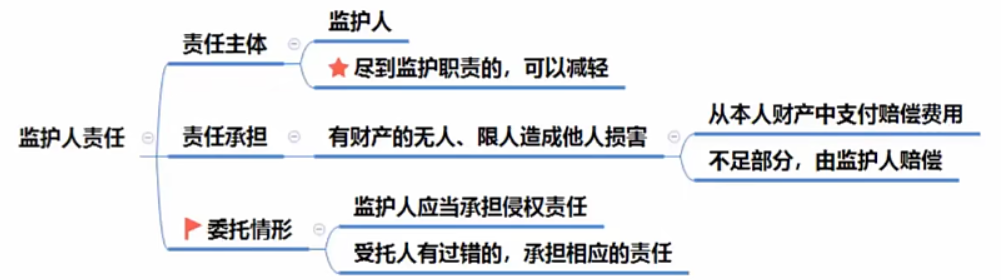 监护人责任
责任主体
监护人
尽到监护职责的，可以减轻
责任承担
有财产的无人、限人造成他人损害
从本人财产中支付赔偿费用
不足部分，由监护人赔偿
委托情形
监护人应当承担侵权责任
受托人有过错的，承担相应的责任